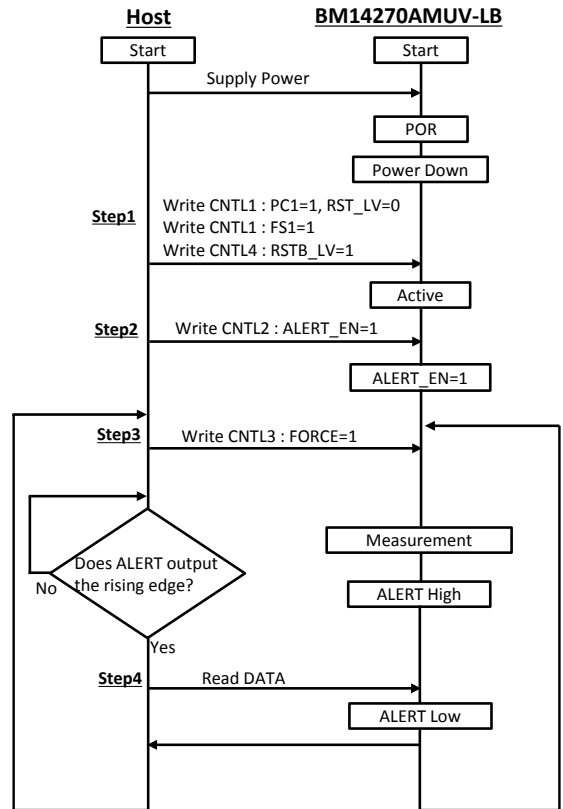 Host
BM14270AMUV-LB
Start
Start
Supply Power
POR
Power Down
Step1
Write CNTL1 : PC1=1, RST_LV=0
Write CNTL1 : FS1=1
Write CNTL4 : RSTB_LV=1
Active
Step2
Write CNTL2 : ALERT_EN=1
ALERT_EN=1
Step3
Write CNTL3 : FORCE=1
Measurement
Does ALERT output
the rising edge?
No
ALERT High
Yes
Step4
Read DATA
ALERT Low